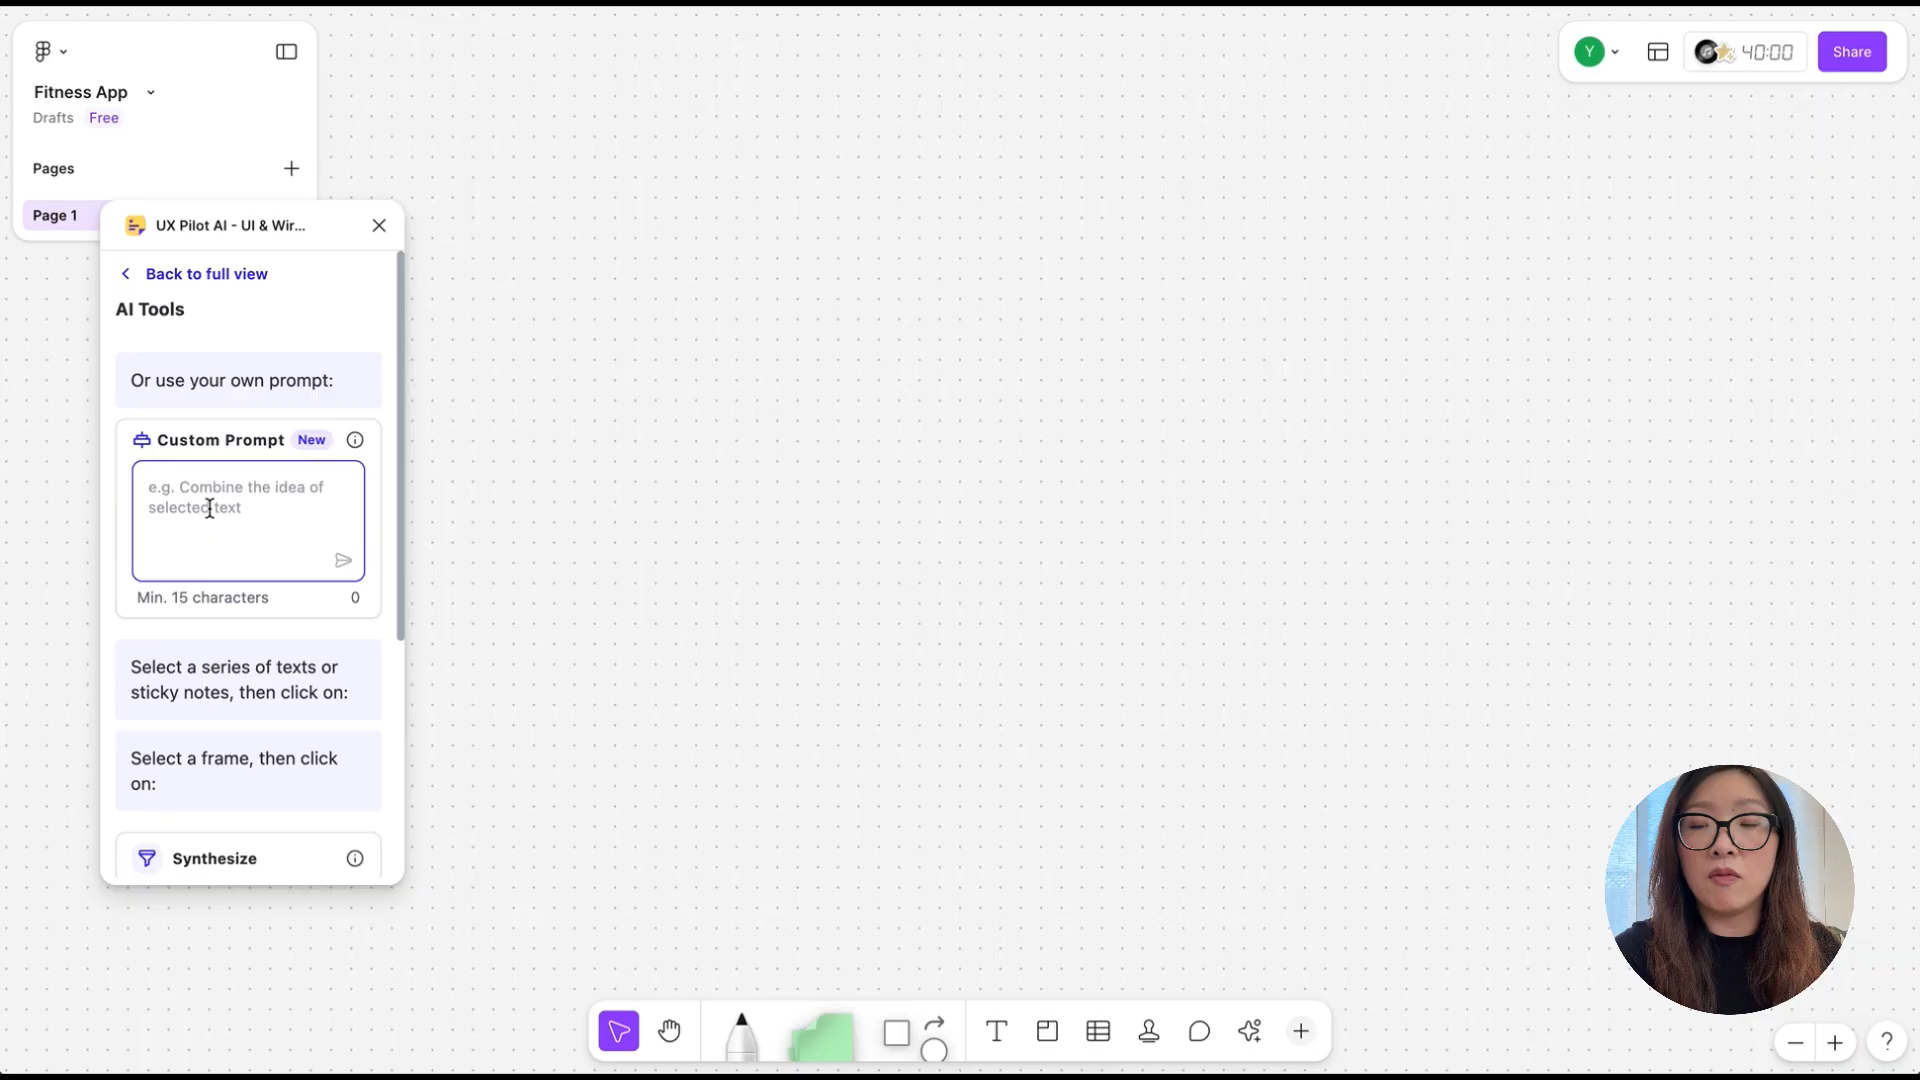 Fitness App
Drafts Free
Pages
Page 1
UX Pilot AI - UI & Wir...
Back to full view
AI Tools
Or use your own prompt:
Custom Prompt New
e.g. Combine the idea of
selected text
Min. 15 characters 0
Select a series of texts or
sticky notes, then click on:
Select a frame, then click
on:
Synthesize
Y
40:00
Share
T
?